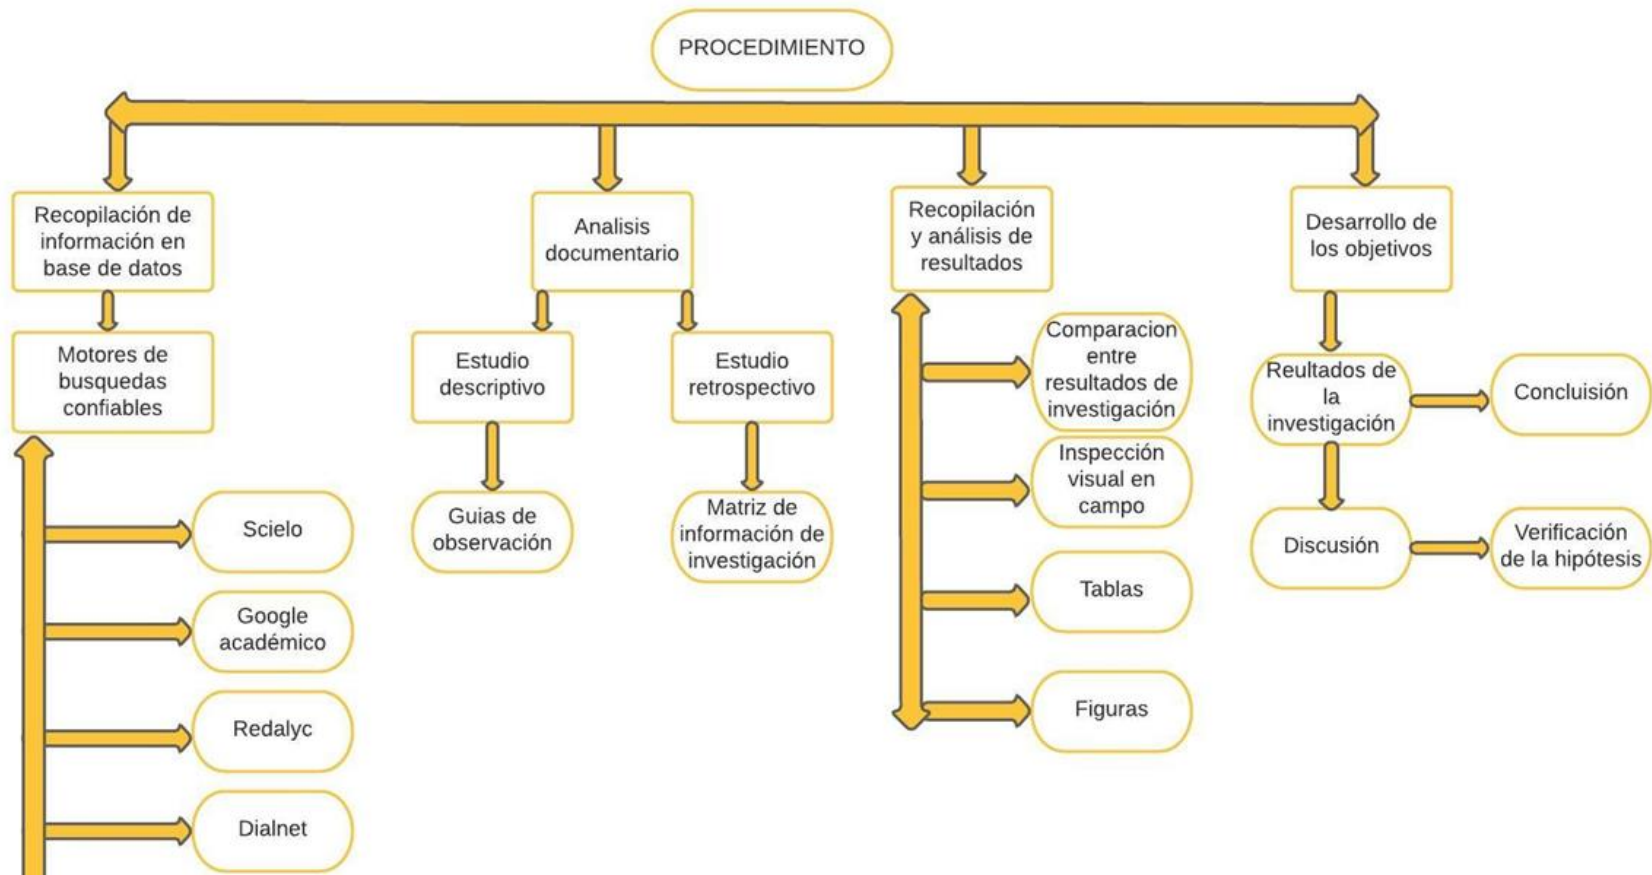 PROCEDIMIENTO
Recopilación de
información en
base de datos
Motores de
busquedas
confiables
Scielo
Google
académico
Redalyc
Dialnet
Analisis
documentario
Estudio
descriptivo
Guias de
observación
Estudio
retrospectivo
Matriz de
información de
investigación
Recopilación
y análisis de
resultados
Comparacion
entre
resultados de
investigación
Inspección
visual en
campo
Tablas
Figuras
Desarrollo de
los objetivos
Reultados de
la
investigación
Concluisión
Discusión
Verificación
de la hipótesis